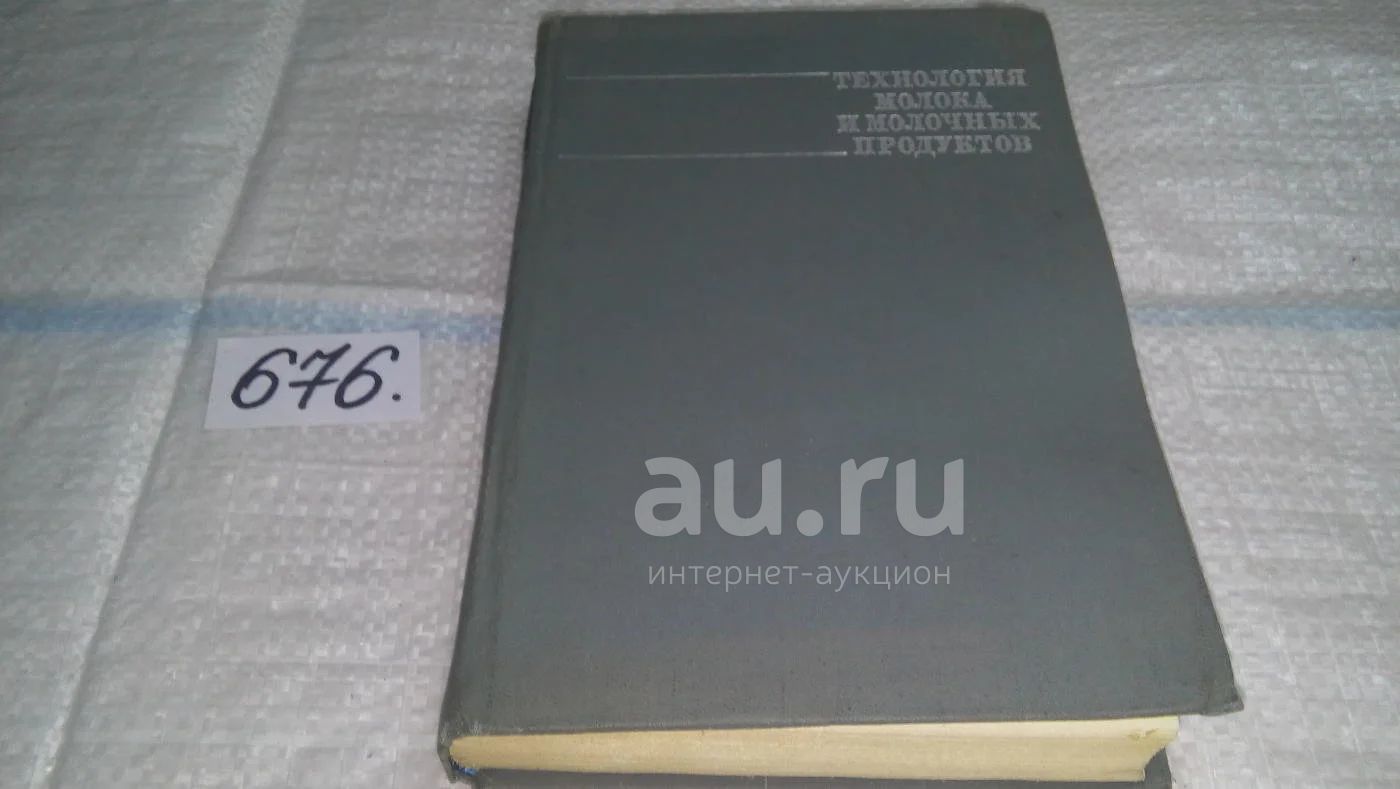 ТЕХНОЛОГИЯ
МОЛОКА
И МОЛОЧНЫХ
ПРОДУКТОВ
676.
au.ru
интернет-аукцион